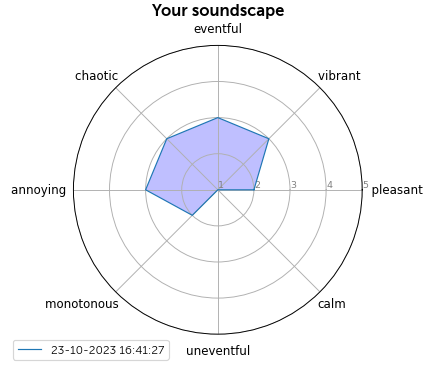 Your soundscape
eventful
chaotic
vibrant
annoying
1 2 3 4 5
pleasant
monotonous
calm
uneventful
23-10-2023 16:41:27